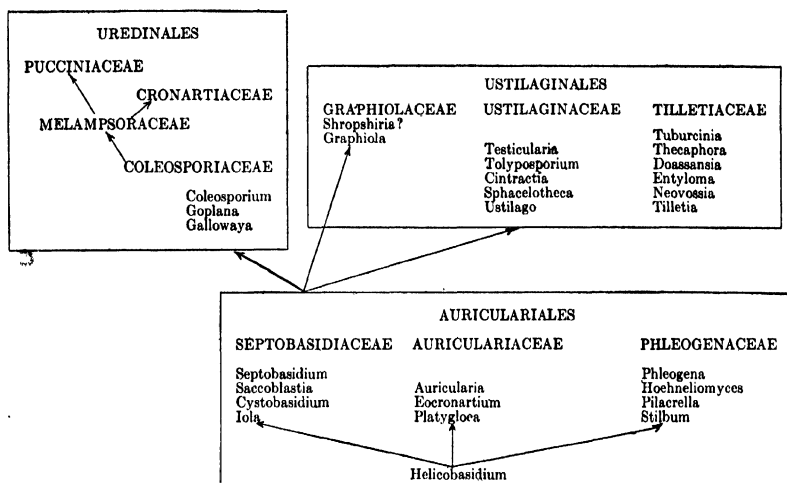 UREDINALES
PUCCINIACEAE
CRONARTIACEAE
MELAMPSORACEAE
COLEOSPORIACEAE
Coleosporium
Goplana
Gallowaya
USTILAGINALES
GRAPHIOLACEAE USTILAGINACEAE TILLETIACEAE
Shropshiria?
Graphiola
Testicularia
Tolyposporium
Cintractia
Sphacelotheca
Ustilago
Tuburcinia
Thecaphora
Doassansia
Entyloma
Neovossia
Tilletia
AURICULARIALES
SEPTOBASIDIACEAE AURICULARIACEAE PHLEOGENACEAE
Septobasidium
Saccoblastia
Cystobasidium
Iola
Auricularia
Eocronartium
Platygloea
Phleogena
Hoehneliomyces
Pilacrella
Stilbum
Helicobasidium